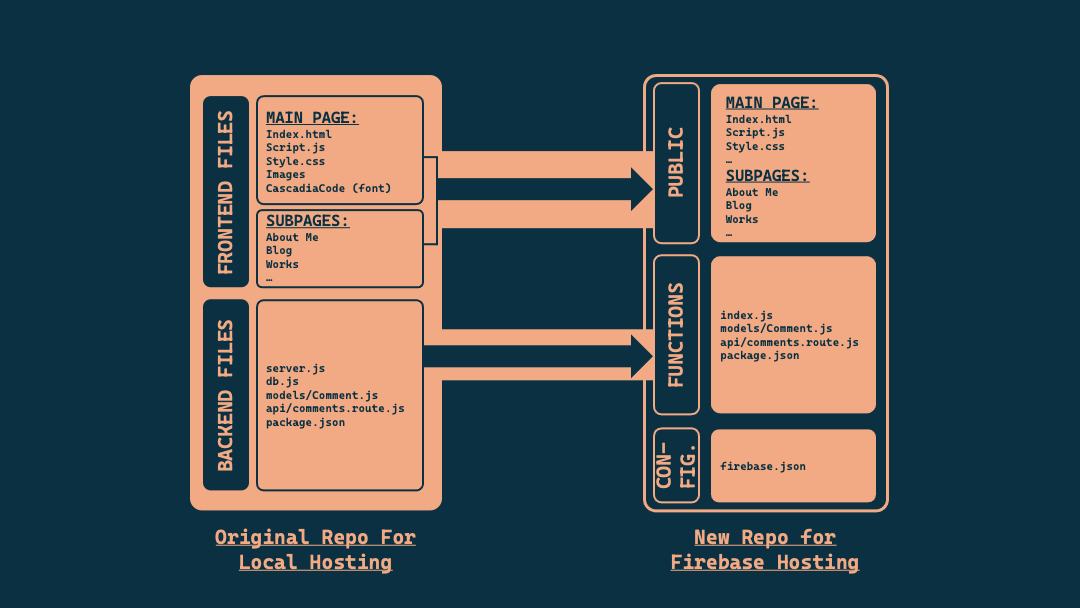 FRONTEND FILES
MAIN PAGE:
Index.html
Script.js
Style.css
Images
CascadiaCode (font)
SUBPAGES:
About Me
Blog
Works
…
BACKEND FILES
server.js
db.js
models/Comment.js
api/comments.route.js
package.json
Original Repo For
Local Hosting
PUBLIC
MAIN PAGE:
Index.html
Script.js
Style.css
…
SUBPAGES:
About Me
Blog
Works
…
FUNCTIONS
index.js
models/Comment.js
api/comments.route.js
package.json
CON-
FIG.
firebase.json
New Repo for
Firebase Hosting